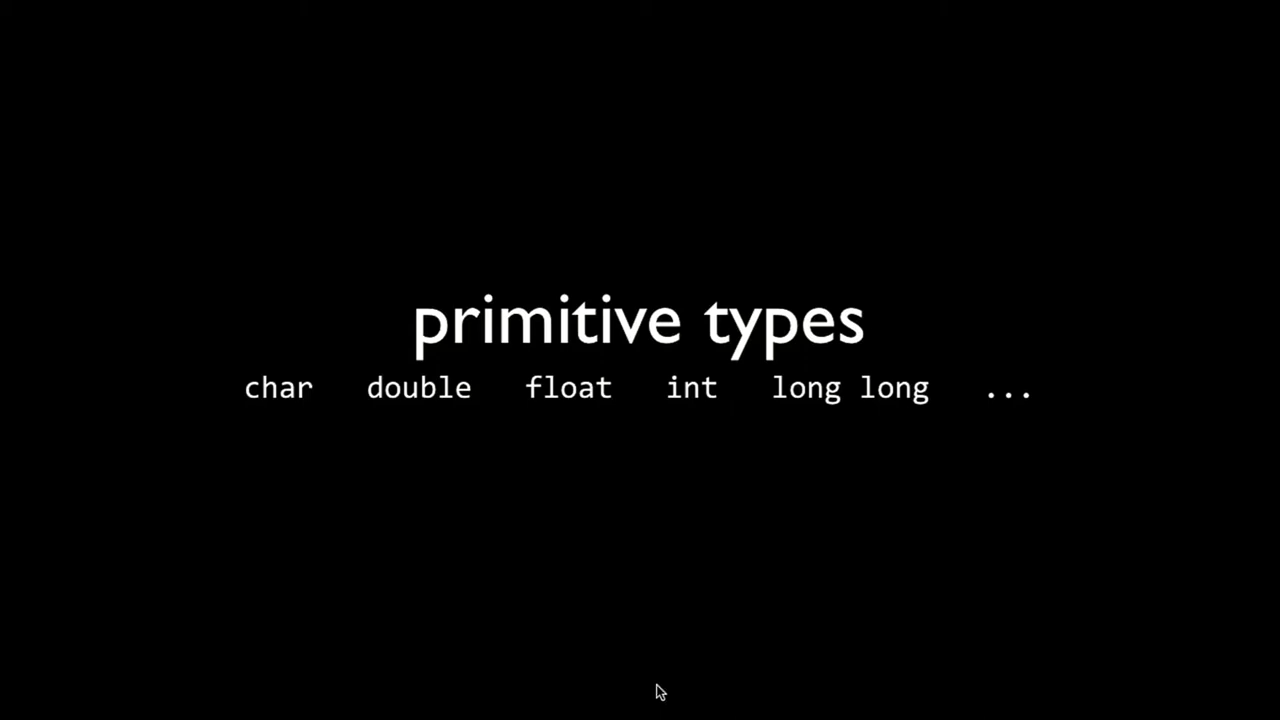 primitive types
char double float int long long ...